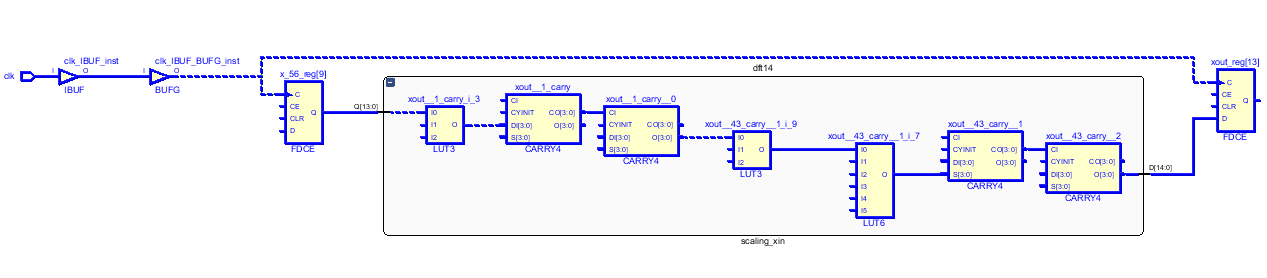 clk
clk_IBUF_inst
I
O
IBUF
clk_IBUF_BUFG_inst
I
O
BUFG
x_56_reg[9]
C
CE
CLR
D
Q
FDCE
dft14
Q[13:0]
xout__1_carry_i_3
I0
I1
I2
O
LUT3
xout__1_carry
CI
CYINIT
DI[3:0]
S[3:0]
CO[3:0]
O[3:0]
CARRY4
xout__1_carry__0
CI
CYINIT
DI[3:0]
S[3:0]
CO[3:0]
O[3:0]
CARRY4
xout__43_carry__1_i_9
I0
I1
I2
O
LUT3
xout__43_carry__1_i_7
I0
I1
I2
I3
I4
I5
O
LUT6
xout__43_carry__1
CI
CYINIT
DI[3:0]
S[3:0]
CO[3:0]
O[3:0]
CARRY4
xout__43_carry__2
CI
CYINIT
DI[3:0]
S[3:0]
CO[3:0]
O[3:0]
CARRY4
D[14:0]
scaling_xin
xout_reg[13]
C
CE
CLR
D
Q
FDCE